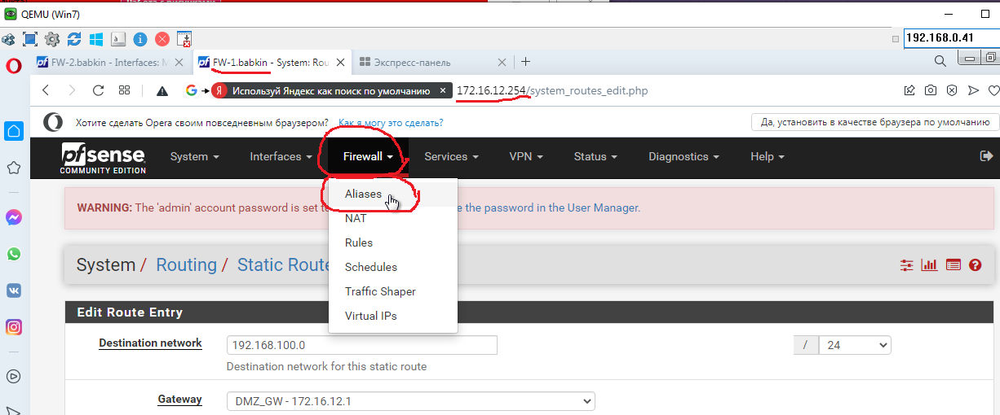 QEMU (Win7)
192.168.0.41
FW-2.babkin - Interfaces: M
FW-1.babkin - System: Rou
Экспресс-панель
Используй Яндекс как поиск по умолчанию
172.16.12.254/system_routes_edit.php
Хотите сделать Opera своим повседневным браузером? Как я могу это сделать?
Да, установить в качестве браузера по умолчанию
pfsense
COMMUNITY EDITION
System Interfaces Firewall Services VPN Status Diagnostics Help
Aliases
NAT
Rules
Schedules
Traffic Shaper
Virtual IPs
WARNING: The 'admin' account password is set to e the password in the User Manager.
System / Routing / Static Route
Edit Route Entry
Destination network
192.168.100.0
/ 24
Destination network for this static route
Gateway
DMZ_GW - 172.16.12.1